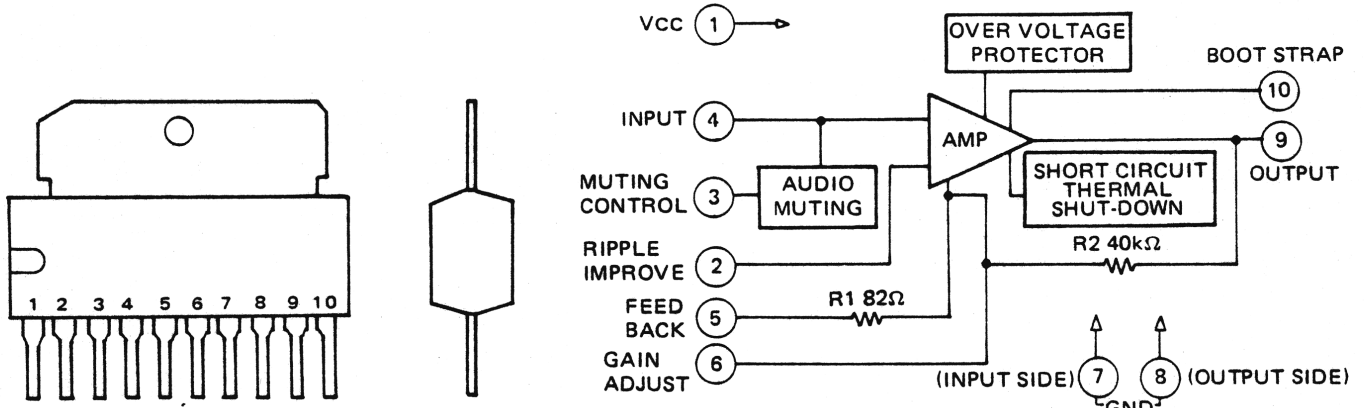 1 2 3 4 5 6 7 8 9 10
VCC 1
INPUT 4
MUTING
CONTROL 3
RIPPLE
IMPROVE 2
FEED
BACK 5
GAIN
ADJUST 6
OVER VOLTAGE
PROTECTOR
AMP
AUDIO
MUTING
BOOT STRAP
10
9
OUTPUT
SHORT CIRCUIT
THERMAL
SHUT-DOWN
R2 40kΩ
R1 82Ω
(INPUT SIDE) 7 8 (OUTPUT SIDE)
GND